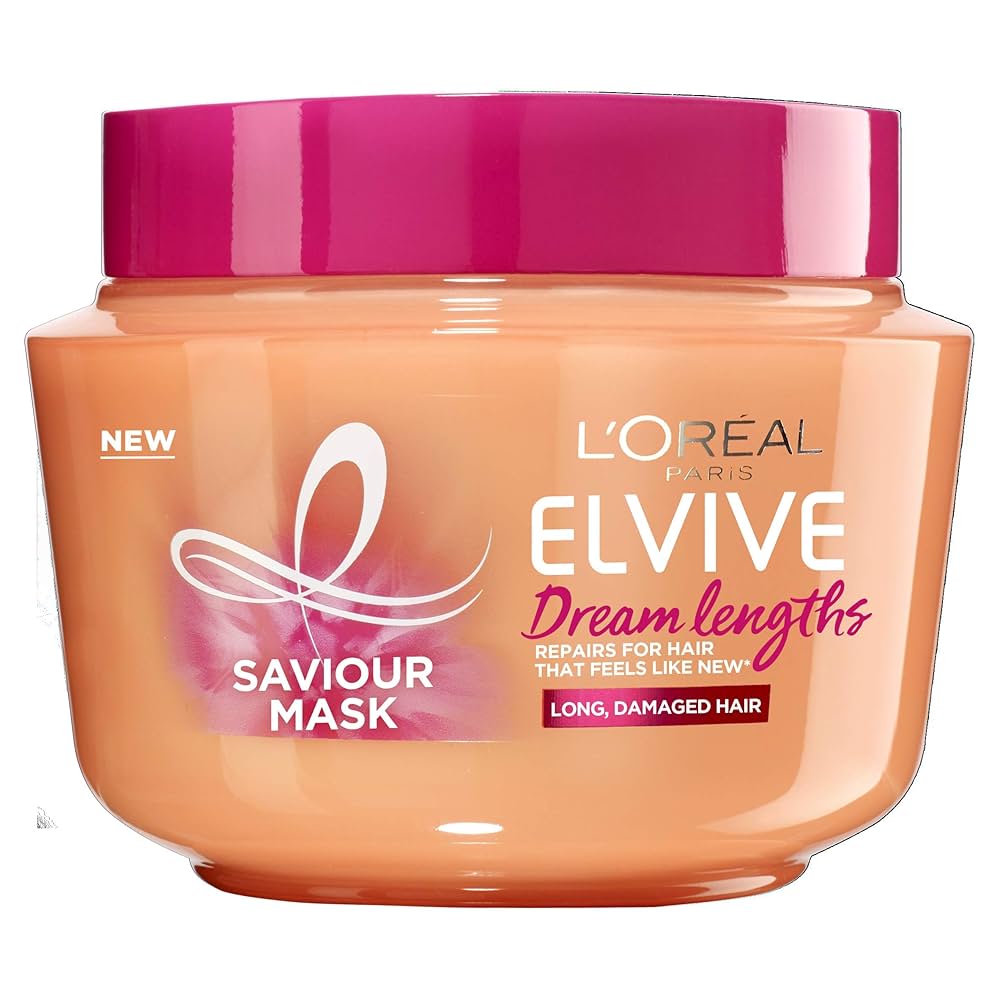 NEW
SAVIOUR
MASK
L'ORÉAL
PARIS
ELVIVE
Dream lengths
REPAIRS FOR HAIR
THAT FEELS LIKE NEW*
LONG, DAMAGED HAIR